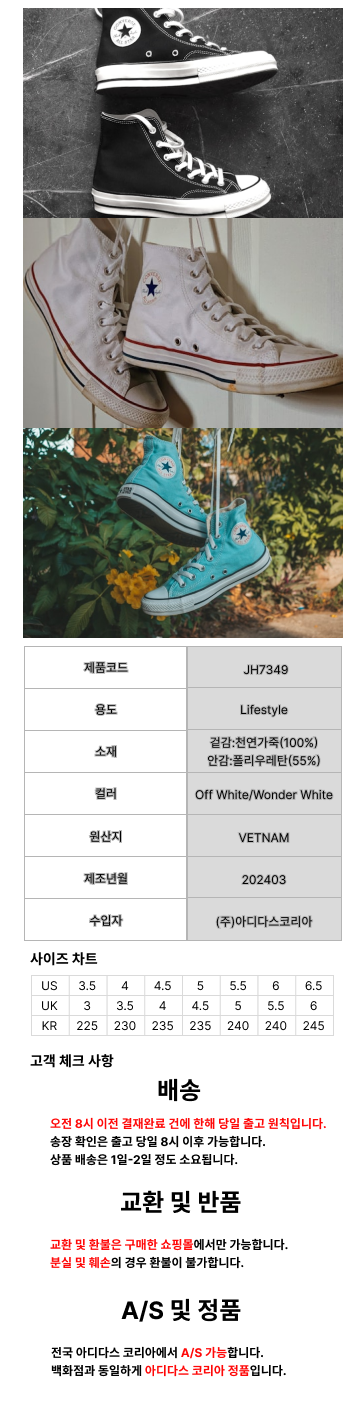 CONVERSE
ALL STAR
제품코드 JH7349
용도 Lifestyle
소재 겉감:천연가죽(100%)
안감:폴리우레탄(55%)
컬러 Off White/Wonder White
원산지 VETNAM
제조년월 202403
수입자 (주)아디다스코리아
사이즈 차트
US 3.5 4 4.5 5 5.5 6 6.5
UK 3 3.5 4 4.5 5 5.5 6
KR 225 230 235 235 240 240 245
고객 체크 사항
배송
오전 8시 이전 결재완료 건에 한해 당일 출고 원칙입니다.
송장 확인은 출고 당일 8시 이후 가능합니다.
상품 배송은 1일-2일 정도 소요됩니다.
교환 및 반품
교환 및 환불은 구매한 쇼핑몰에서만 가능합니다.
분실 및 훼손의 경우 환불이 불가합니다.
A/S 및 정품
전국 아디다스 코리아에서 A/S 가능합니다.
백화점과 동일하게 아디다스 코리아 정품입니다.